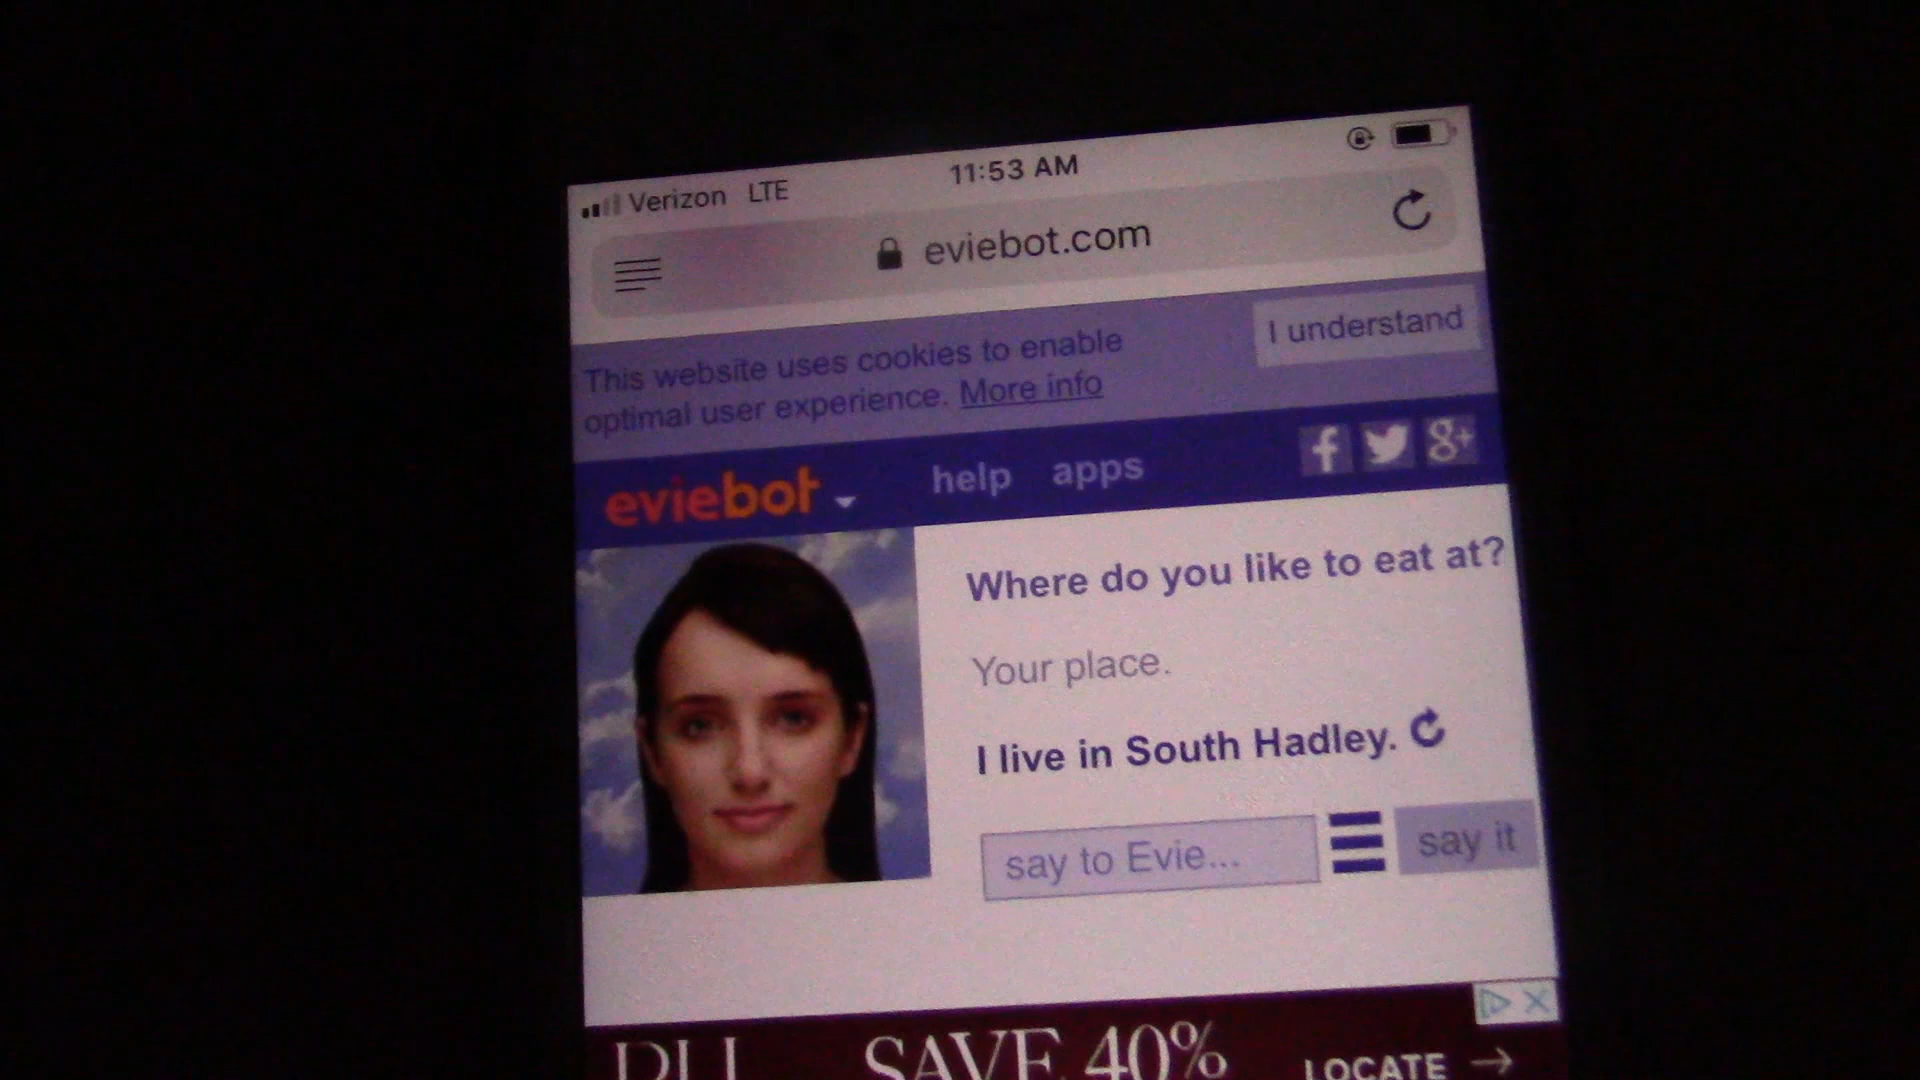 Verizon LTE 11:53 AM
eviebot.com
This website uses cookies to enable
optimal user experience. More info
I understand
eviebot help apps f g+
Where do you like to eat at?
Your place.
I live in South Hadley.
say to Evie... say it
SAVE 40% LOCATE →